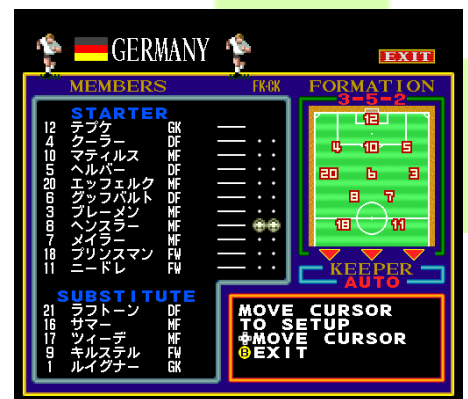 GERMANY
EXIT
MEMBERS FK·CK FORMATION
3-5-2
STARTER
12 テプケ GK
4 クーラー DF
10 マティルス MF
5 ヘルバー DF
20 エッフェルク MF
6 グッフバルト DF
3 ブレーメン MF
8 ヘンスラー MF
7 メイラー MF
18 プリンスマン FW
11 ニードレ FW
SUBSTITUTE
21 ラフトーン DF
16 サマー MF
17 ツィーデ MF
9 キルステル FW
1 ルイグナー GK
12
4 10 5
20 6 3
8 7
18 11
KEEPER
AUTO
MOVE CURSOR
TO SETUP
MOVE CURSOR
B EXIT